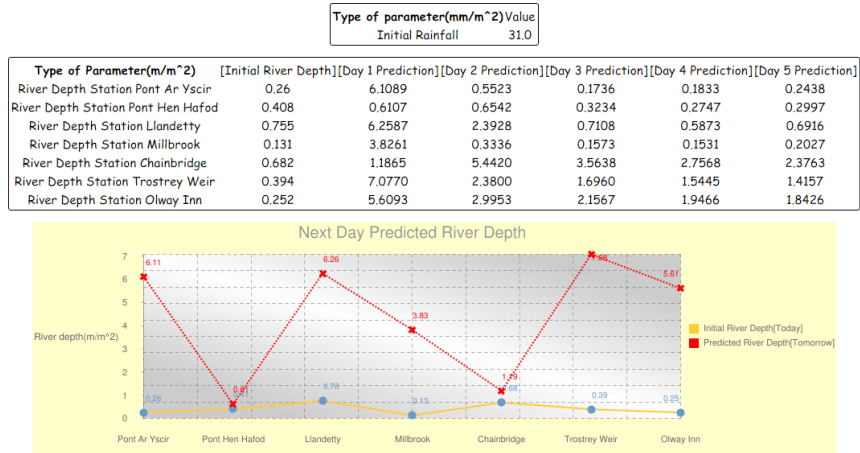 Type of parameter(mm/m^2) Value
Initial Rainfall 31.0
Type of Parameter(m/m^2) [Initial River Depth] [Day 1 Prediction] [Day 2 Prediction] [Day 3 Prediction] [Day 4 Prediction] [Day 5 Prediction]
River Depth Station Pont Ar Yscir 0.26 6.1089 0.5523 0.1736 0.1833 0.2438
River Depth Station Pont Hen Hafod 0.408 0.6107 0.6542 0.3234 0.2747 0.2997
River Depth Station Llandetty 0.755 6.2587 2.3928 0.7108 0.5873 0.6916
River Depth Station Millbrook 0.131 3.8261 0.3336 0.1573 0.1531 0.2027
River Depth Station Chainbridge 0.682 1.1865 5.4420 3.5638 2.7568 2.3763
River Depth Station Trostrey Weir 0.394 7.0770 2.3800 1.6960 1.5445 1.4157
River Depth Station Olway Inn 0.252 5.6093 2.9953 2.1567 1.9466 1.8426
Next Day Predicted River Depth
7
6.11 6.26
6
5.61
5
River depth(m/m^2)
4
3.83
3
2
1.19
1
0.26 0.13 0.39 0.25
0
Initial River Depth[Today]
Predicted River Depth[Tomorrow]
Pont Ar Yscir Pont Hen Hafod Llandetty Millbrook Chainbridge Trostrey Weir Olway Inn